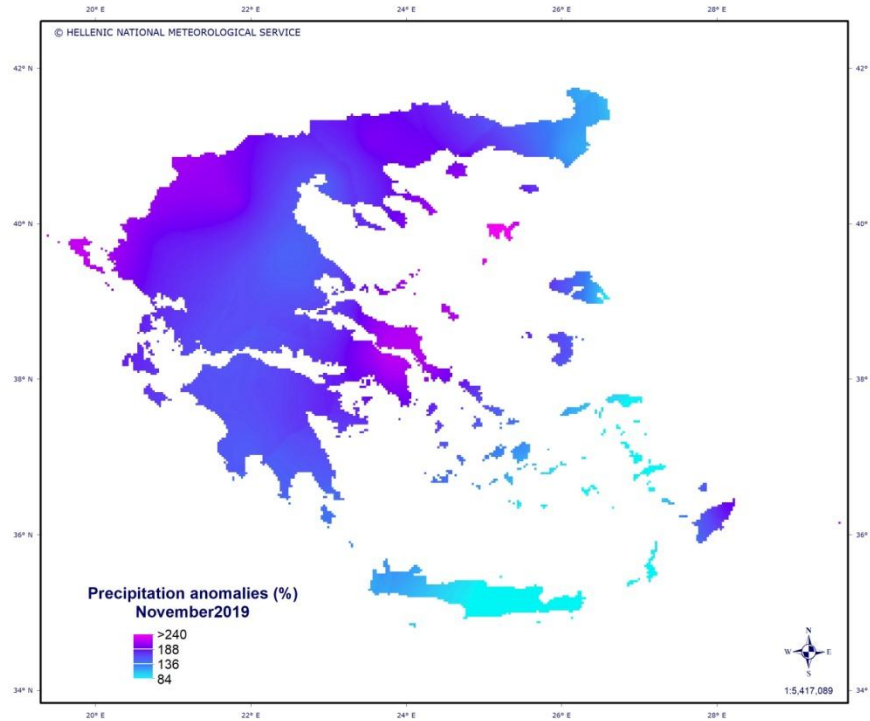 20° E 22° E 24° E 26° E 28° E
© HELLENIC NATIONAL METEOROLOGICAL SERVICE
42° N 42°
40° N 40°
38° N 38°
36° N 36°
Precipitation anomalies (%)
November2019
>240
188
136
84
N
W E
S
1:5,417,089
34° N 34°
20° E 22° E 24° E 26° E 28° E